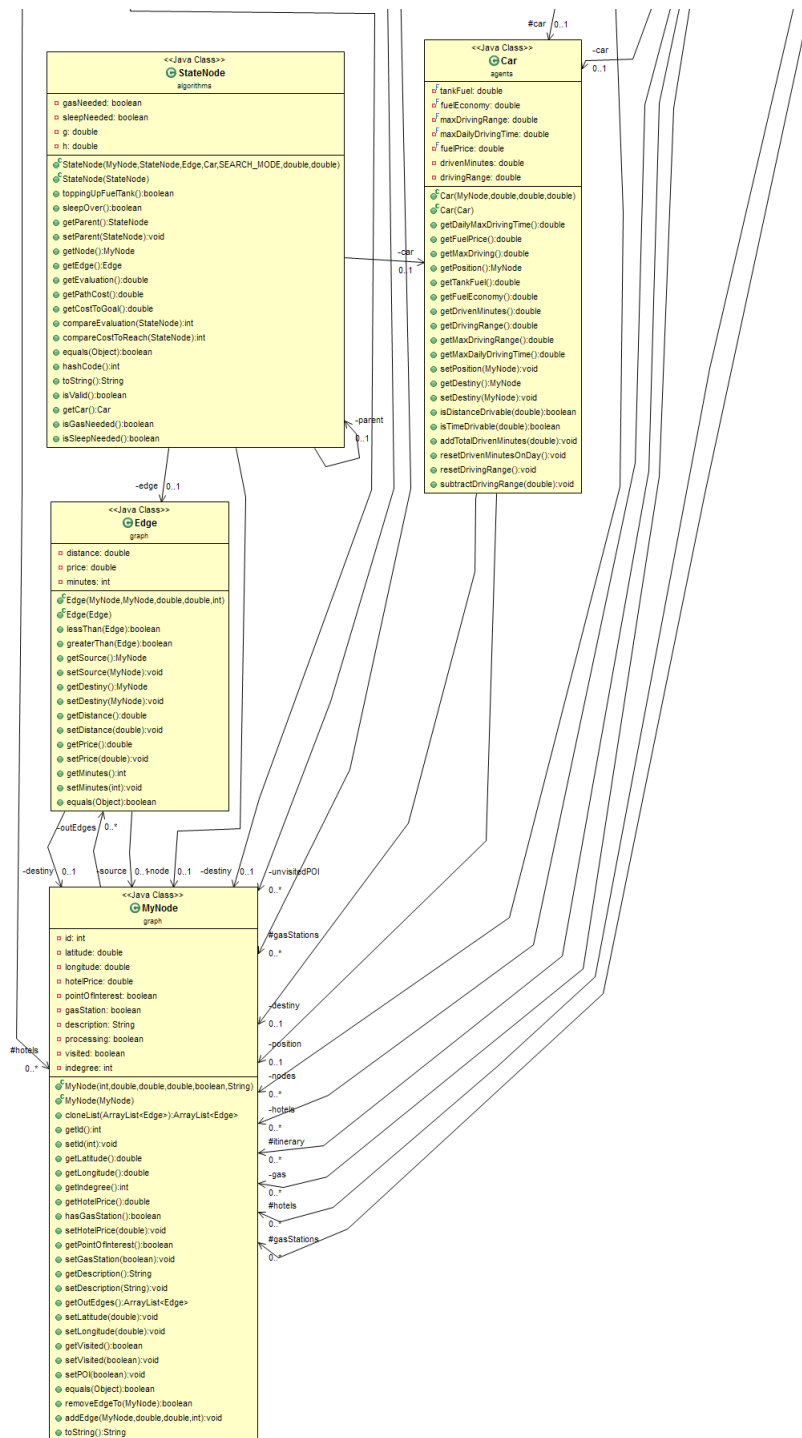 #car 0..1
-car
0..1
<<Java Class>>
StateNode
algorithms
gasNeeded: boolean
sleepNeeded: boolean
g: double
h: double
StateNode(MyNode,StateNode,Edge,Car,SEARCH_MODE,double,double)
StateNode(StateNode)
toppingUpFuelTank():boolean
sleepOver():boolean
getParent():StateNode
setParent(StateNode):void
getNode():MyNode
getEdge():Edge
getEvaluation():double
getPathCost():double
getCostToGoal():double
compareEvaluation(StateNode):int
compareCostToReach(StateNode):int
equals(Object):boolean
hashCode():int
toString():String
isValid():boolean
getCar():Car
isGasNeeded():boolean
isSleepNeeded():boolean
-car
0..1
-parent
0..1
<<Java Class>>
Car
agents
F tankFuel: double
F fuelEconomy: double
F maxDrivingRange: double
F maxDailyDrivingTime: double
F fuelPrice: double
drivenMinutes: double
drivingRange: double
Car(MyNode,double,double,double)
Car(Car)
getDailyMaxDrivingTime():double
getFuelPrice():double
getMaxDriving():double
getPosition():MyNode
getTankFuel():double
getFuelEconomy():double
getDrivenMinutes():double
getDrivingRange():double
getMaxDrivingRange():double
getMaxDailyDrivingTime():double
setPosition(MyNode):void
getDestiny():MyNode
setDestiny(MyNode):void
isDistanceDrivable(double):boolean
isTimeDrivable(double):boolean
addTotalDrivenMinutes(double):void
resetDrivenMinutesOnDay():void
resetDrivingRange():void
subtractDrivingRange(double):void
-edge 0..1
<<Java Class>>
Edge
graph
distance: double
price: double
minutes: int
Edge(MyNode,MyNode,double,double,int)
Edge(Edge)
lessThan(Edge):boolean
greaterThan(Edge):boolean
getSource():MyNode
setSource(MyNode):void
getDestiny():MyNode
setDestiny(MyNode):void
getDistance():double
setDistance(double):void
getPrice():double
setPrice(double):void
getMinutes():int
setMinutes(int):void
equals(Object):boolean
-outEdges 0..*
-destiny 0..1 -source 0..1 -node 0..1 -destiny 0..1
-unvisitedPOI
0..*
#gasStations
0..*
-destiny
0..1
-position
0..1
-nodes
0..*
-hotels
0..*
#itinerary
0..*
-gas
0..*
#hotels
0..*
#gasStations
0..*
#hotels
0..*
<<Java Class>>
MyNode
graph
id: int
latitude: double
longitude: double
hotelPrice: double
pointOfInterest: boolean
gasStation: boolean
description: String
processing: boolean
visited: boolean
indegree: int
MyNode(int,double,double,double,boolean,String)
MyNode(MyNode)
cloneList(ArrayList<Edge>):ArrayList<Edge>
getId():int
setId(int):void
getLatitude():double
getLongitude():double
getIndegree():int
getHotelPrice():double
hasGasStation():boolean
setHotelPrice(double):void
getPointOfInterest():boolean
setGasStation(boolean):void
getDescription():String
setDescription(String):void
getOutEdges():ArrayList<Edge>
setLatitude(double):void
setLongitude(double):void
getVisited():boolean
setVisited(boolean):void
setPOI(boolean):void
equals(Object):boolean
removeEdgeTo(MyNode):boolean
addEdge(MyNode,double,double,int):void
toString():String